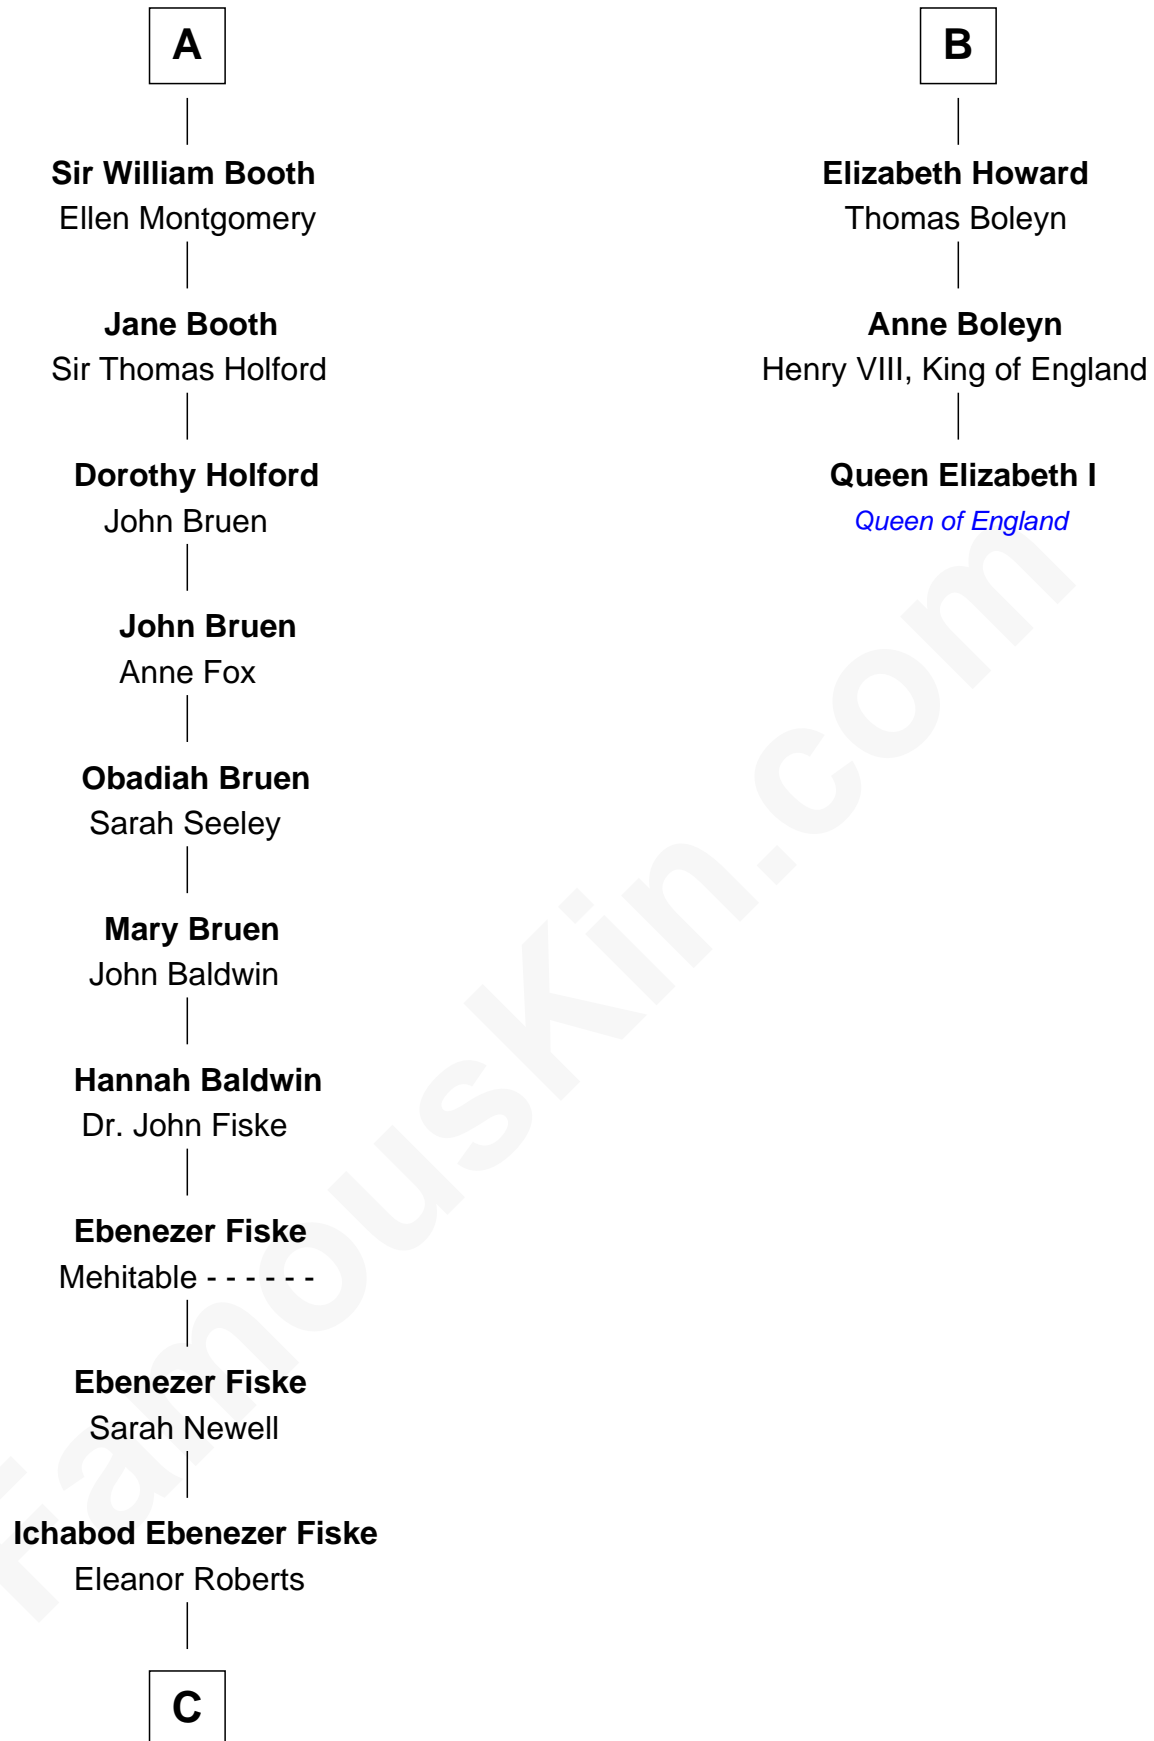 A
Sir William Booth
Ellen Montgomery
Jane Booth
Sir Thomas Holford
Dorothy Holford
John Bruen
John Bruen
Anne Fox
Obadiah Bruen
Sarah Seeley
Mary Bruen
John Baldwin
Hannah Baldwin
Dr. John Fiske
Ebenezer Fiske
Mehitable - - - - - -
Ebenezer Fiske
Sarah Newell
Ichabod Ebenezer Fiske
Eleanor Roberts
C
B
Elizabeth Howard
Thomas Boleyn
Anne Boleyn
Henry VIII, King of England
Queen Elizabeth I
Queen of England
FamousKin.com